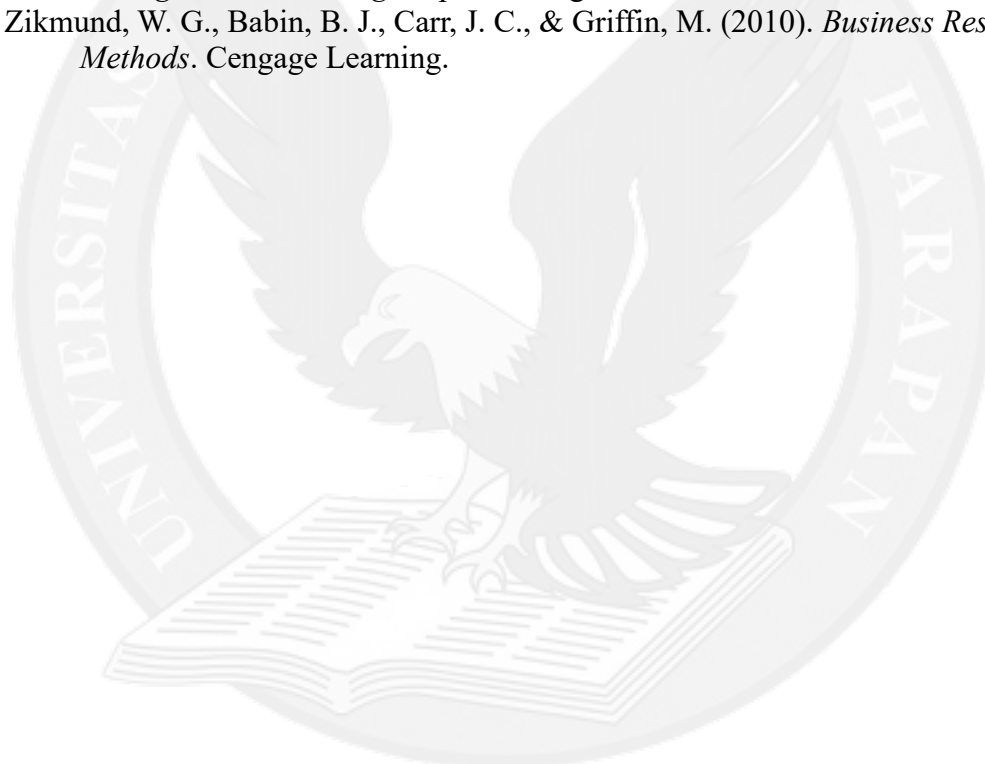 Zikmund, W. G., Babin, B. J., Carr, J. C., & Griffin, M. (2010). Business Res
Methods. Cengage Learning.
UNIVERSITAS
HARAPAN